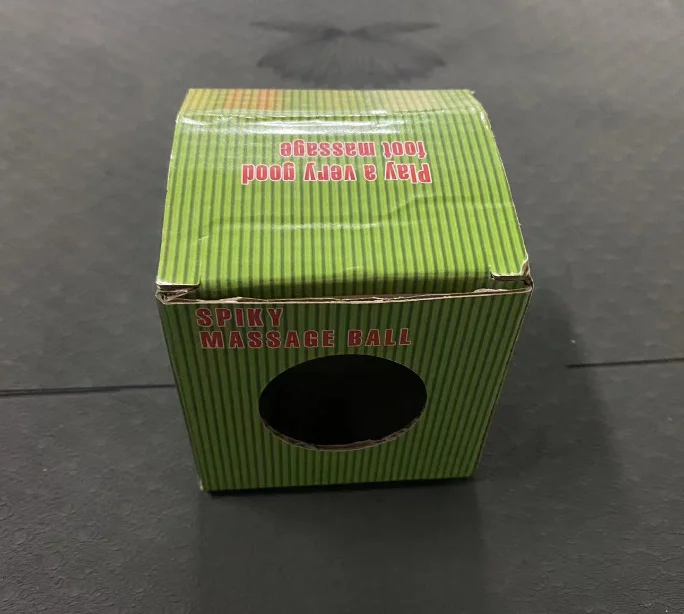 Play a very good
foot massage
SPIKY
MASSAGE BALL